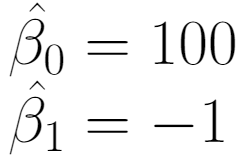 β̂₀ = 100
β̂₁ = −1